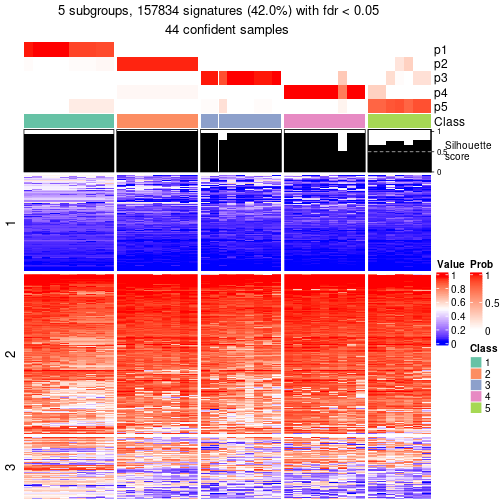 5 subgroups, 157834 signatures (42.0%) with fdr < 0.05
44 confident samples
p1
p2
p3
p4
p5
Class
1
0.5
0
Silhouette
score
1
2
3
Value
1
0.8
0.6
0.4
0.2
0
Prob
1
0.5
0
Class
1
2
3
4
5